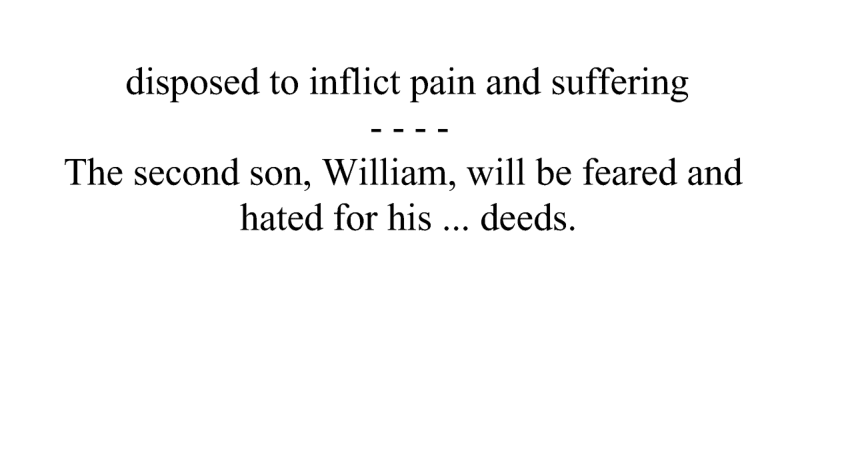 disposed to inflict pain and suffering
- - - -
The second son, William, will be feared and
hated for his ... deeds.